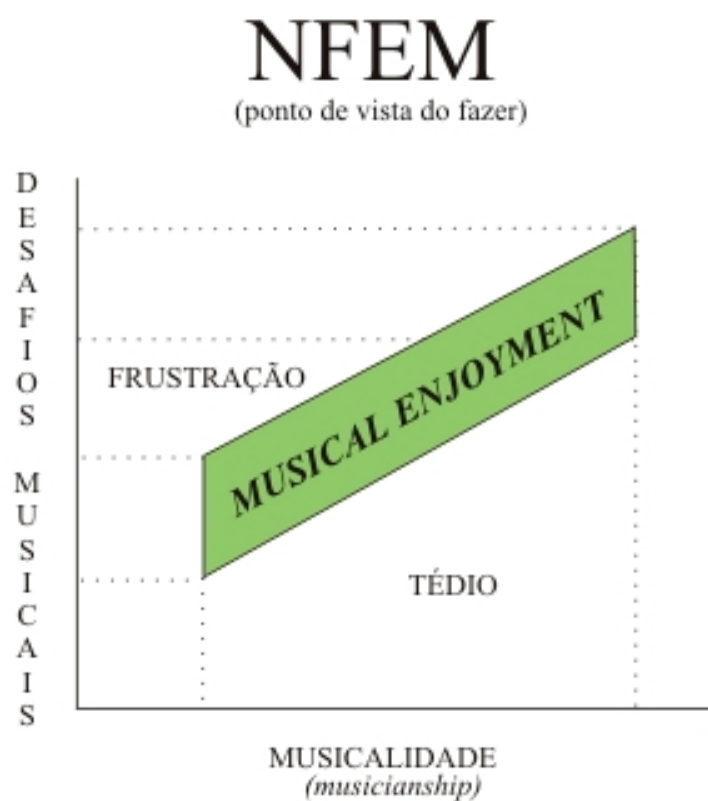 NFEM
(ponto de vista do fazer)
DESAFIOS MUSICAIS
FRUSTRAÇÃO
MUSICAL ENJOYMENT
TÉDIO
MUSICALIDADE
(musicianship)